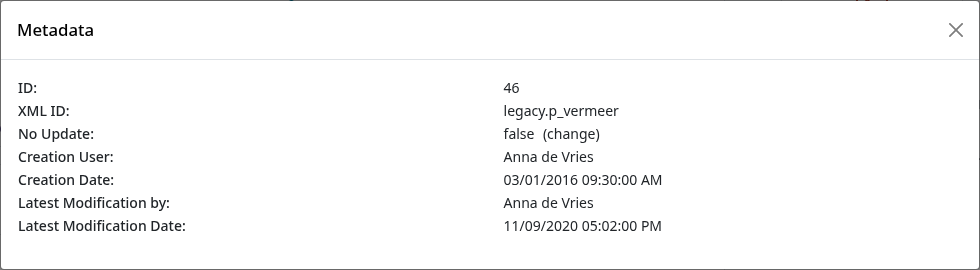 Metadata
ID: 46
XML ID: legacy.p_vermeer
No Update: false (change)
Creation User: Anna de Vries
Creation Date: 03/01/2016 09:30:00 AM
Latest Modification by: Anna de Vries
Latest Modification Date: 11/09/2020 05:02:00 PM